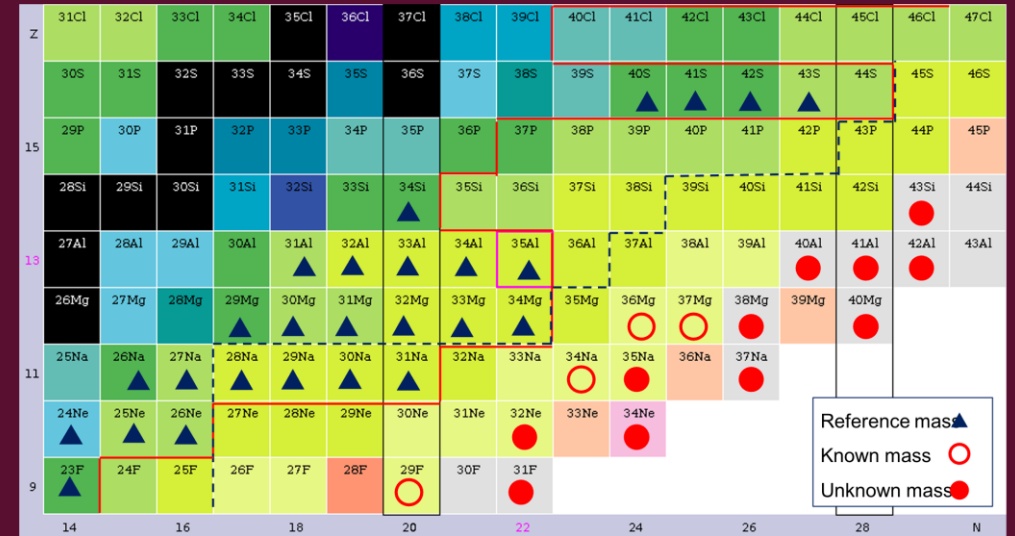 31Cl 32Cl 33Cl 34Cl 35Cl 36Cl 37Cl 38Cl 39Cl 40Cl 41Cl 42Cl 43Cl 44Cl 45Cl 46Cl 47Cl
Z
30S 31S 32S 33S 34S 35S 36S 37S 38S 39S 40S 41S 42S 43S 44S 45S 46S
29P 30P 31P 32P 33P 34P 35P 36P 37P 38P 39P 40P 41P 42P 43P 44P 45P
15
28Si 29Si 30Si 31Si 32Si 33Si 34Si 35Si 36Si 37Si 38Si 39Si 40Si 41Si 42Si 43Si 44Si
27Al 28Al 29Al 30Al 31Al 32Al 33Al 34Al 35Al 36Al 37Al 38Al 39Al 40Al 41Al 42Al 43Al
13
26Mg 27Mg 28Mg 29Mg 30Mg 31Mg 32Mg 33Mg 34Mg 35Mg 36Mg 37Mg 38Mg 39Mg 40Mg
25Na 26Na 27Na 28Na 29Na 30Na 31Na 32Na 33Na 34Na 35Na 36Na 37Na
11
24Ne 25Ne 26Ne 27Ne 28Ne 29Ne 30Ne 31Ne 32Ne 33Ne 34Ne
Reference mass
Known mass
Unknown mass
23F 24F 25F 26F 27F 28F 29F 30F 31F
9
14 16 18 20 22 24 26 28 N